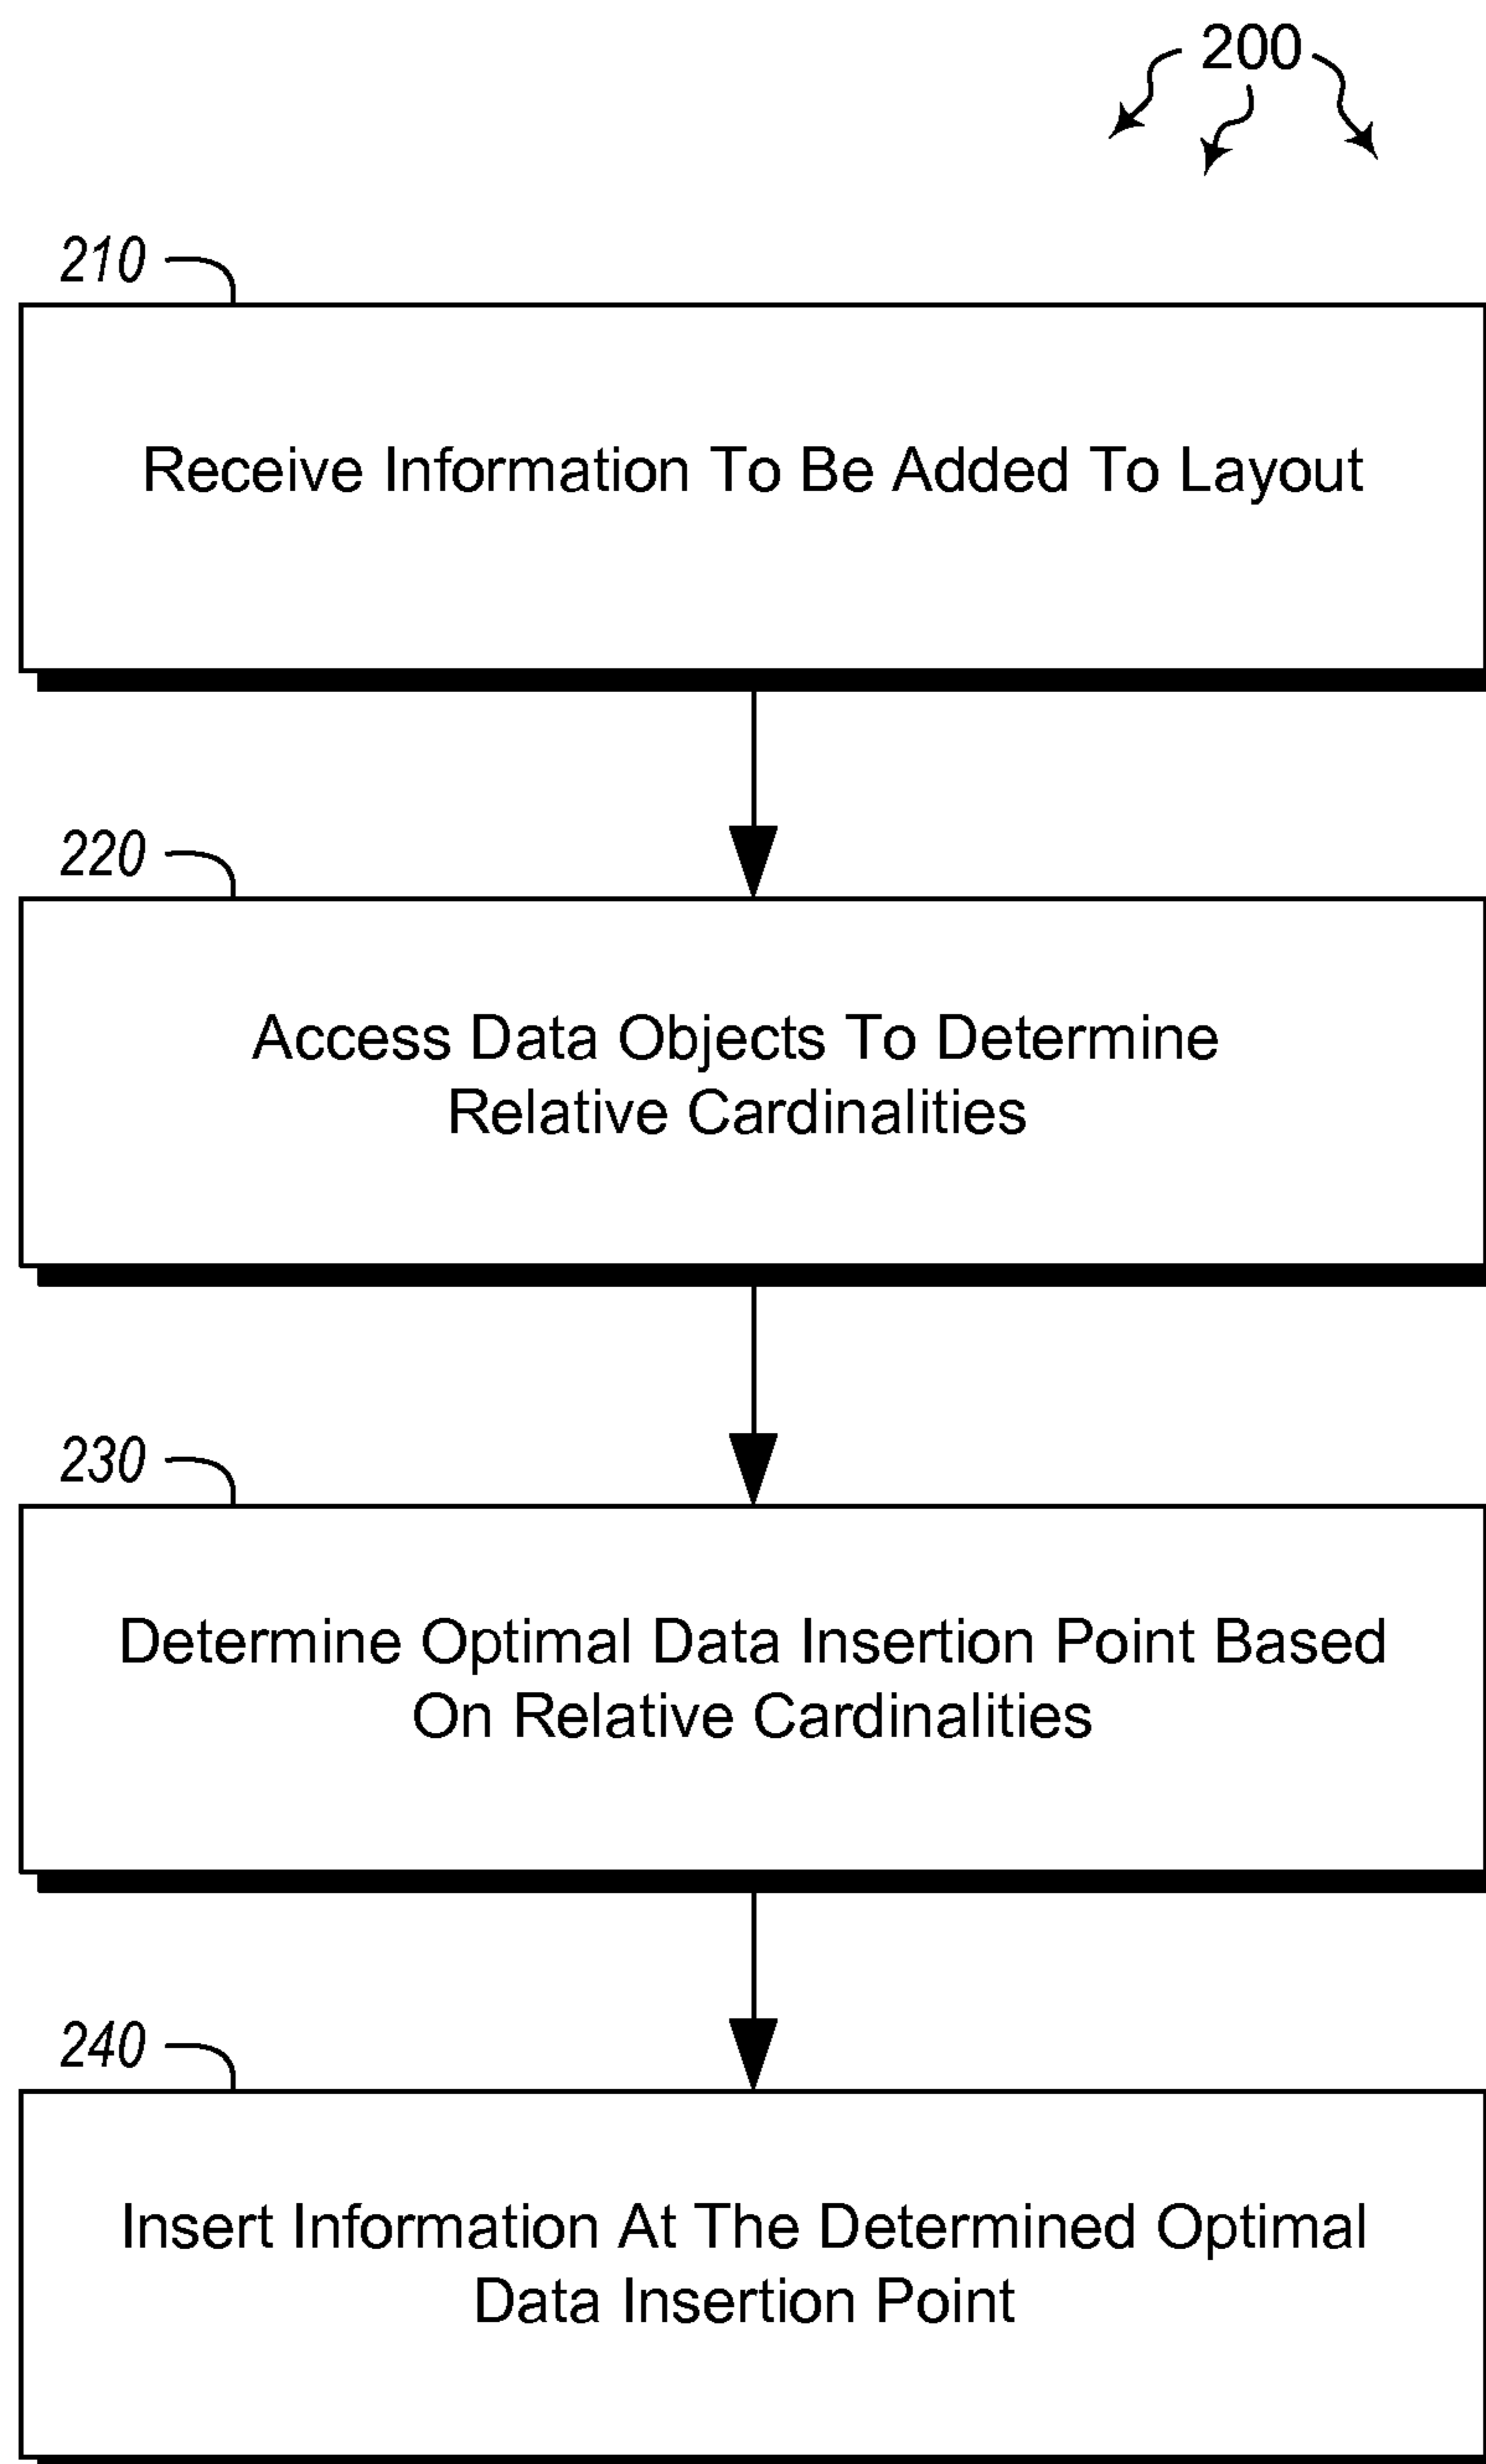 200
210
Receive Information To Be Added To Layout
220
Access Data Objects To Determine
Relative Cardinalities
230
Determine Optimal Data Insertion Point Based
On Relative Cardinalities
240
Insert Information At The Determined Optimal
Data Insertion Point